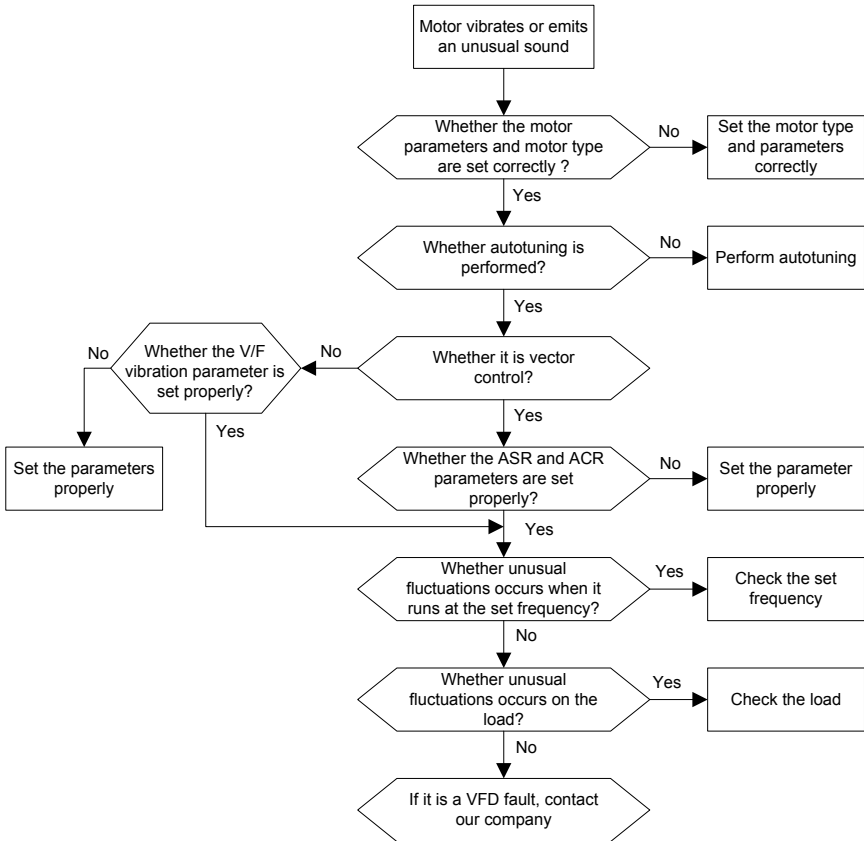 Motor vibrates or emits
an unusual sound
Whether the motor
parameters and motor type
are set correctly ?
No
Set the motor type
and parameters
correctly
Yes
Whether autotuning is
performed?
No
Perform autotuning
Yes
Whether it is vector
control?
No
Whether the V/F
vibration parameter is
set properly?
No
Set the parameters
properly
Yes
Yes
Whether the ASR and ACR
parameters are set
properly?
No
Set the parameter
properly
Yes
Whether unusual
fluctuations occurs when it
runs at the set frequency?
Yes
Check the set
frequency
No
Whether unusual
fluctuations occurs on the
load?
Yes
Check the load
No
If it is a VFD fault, contact
our company